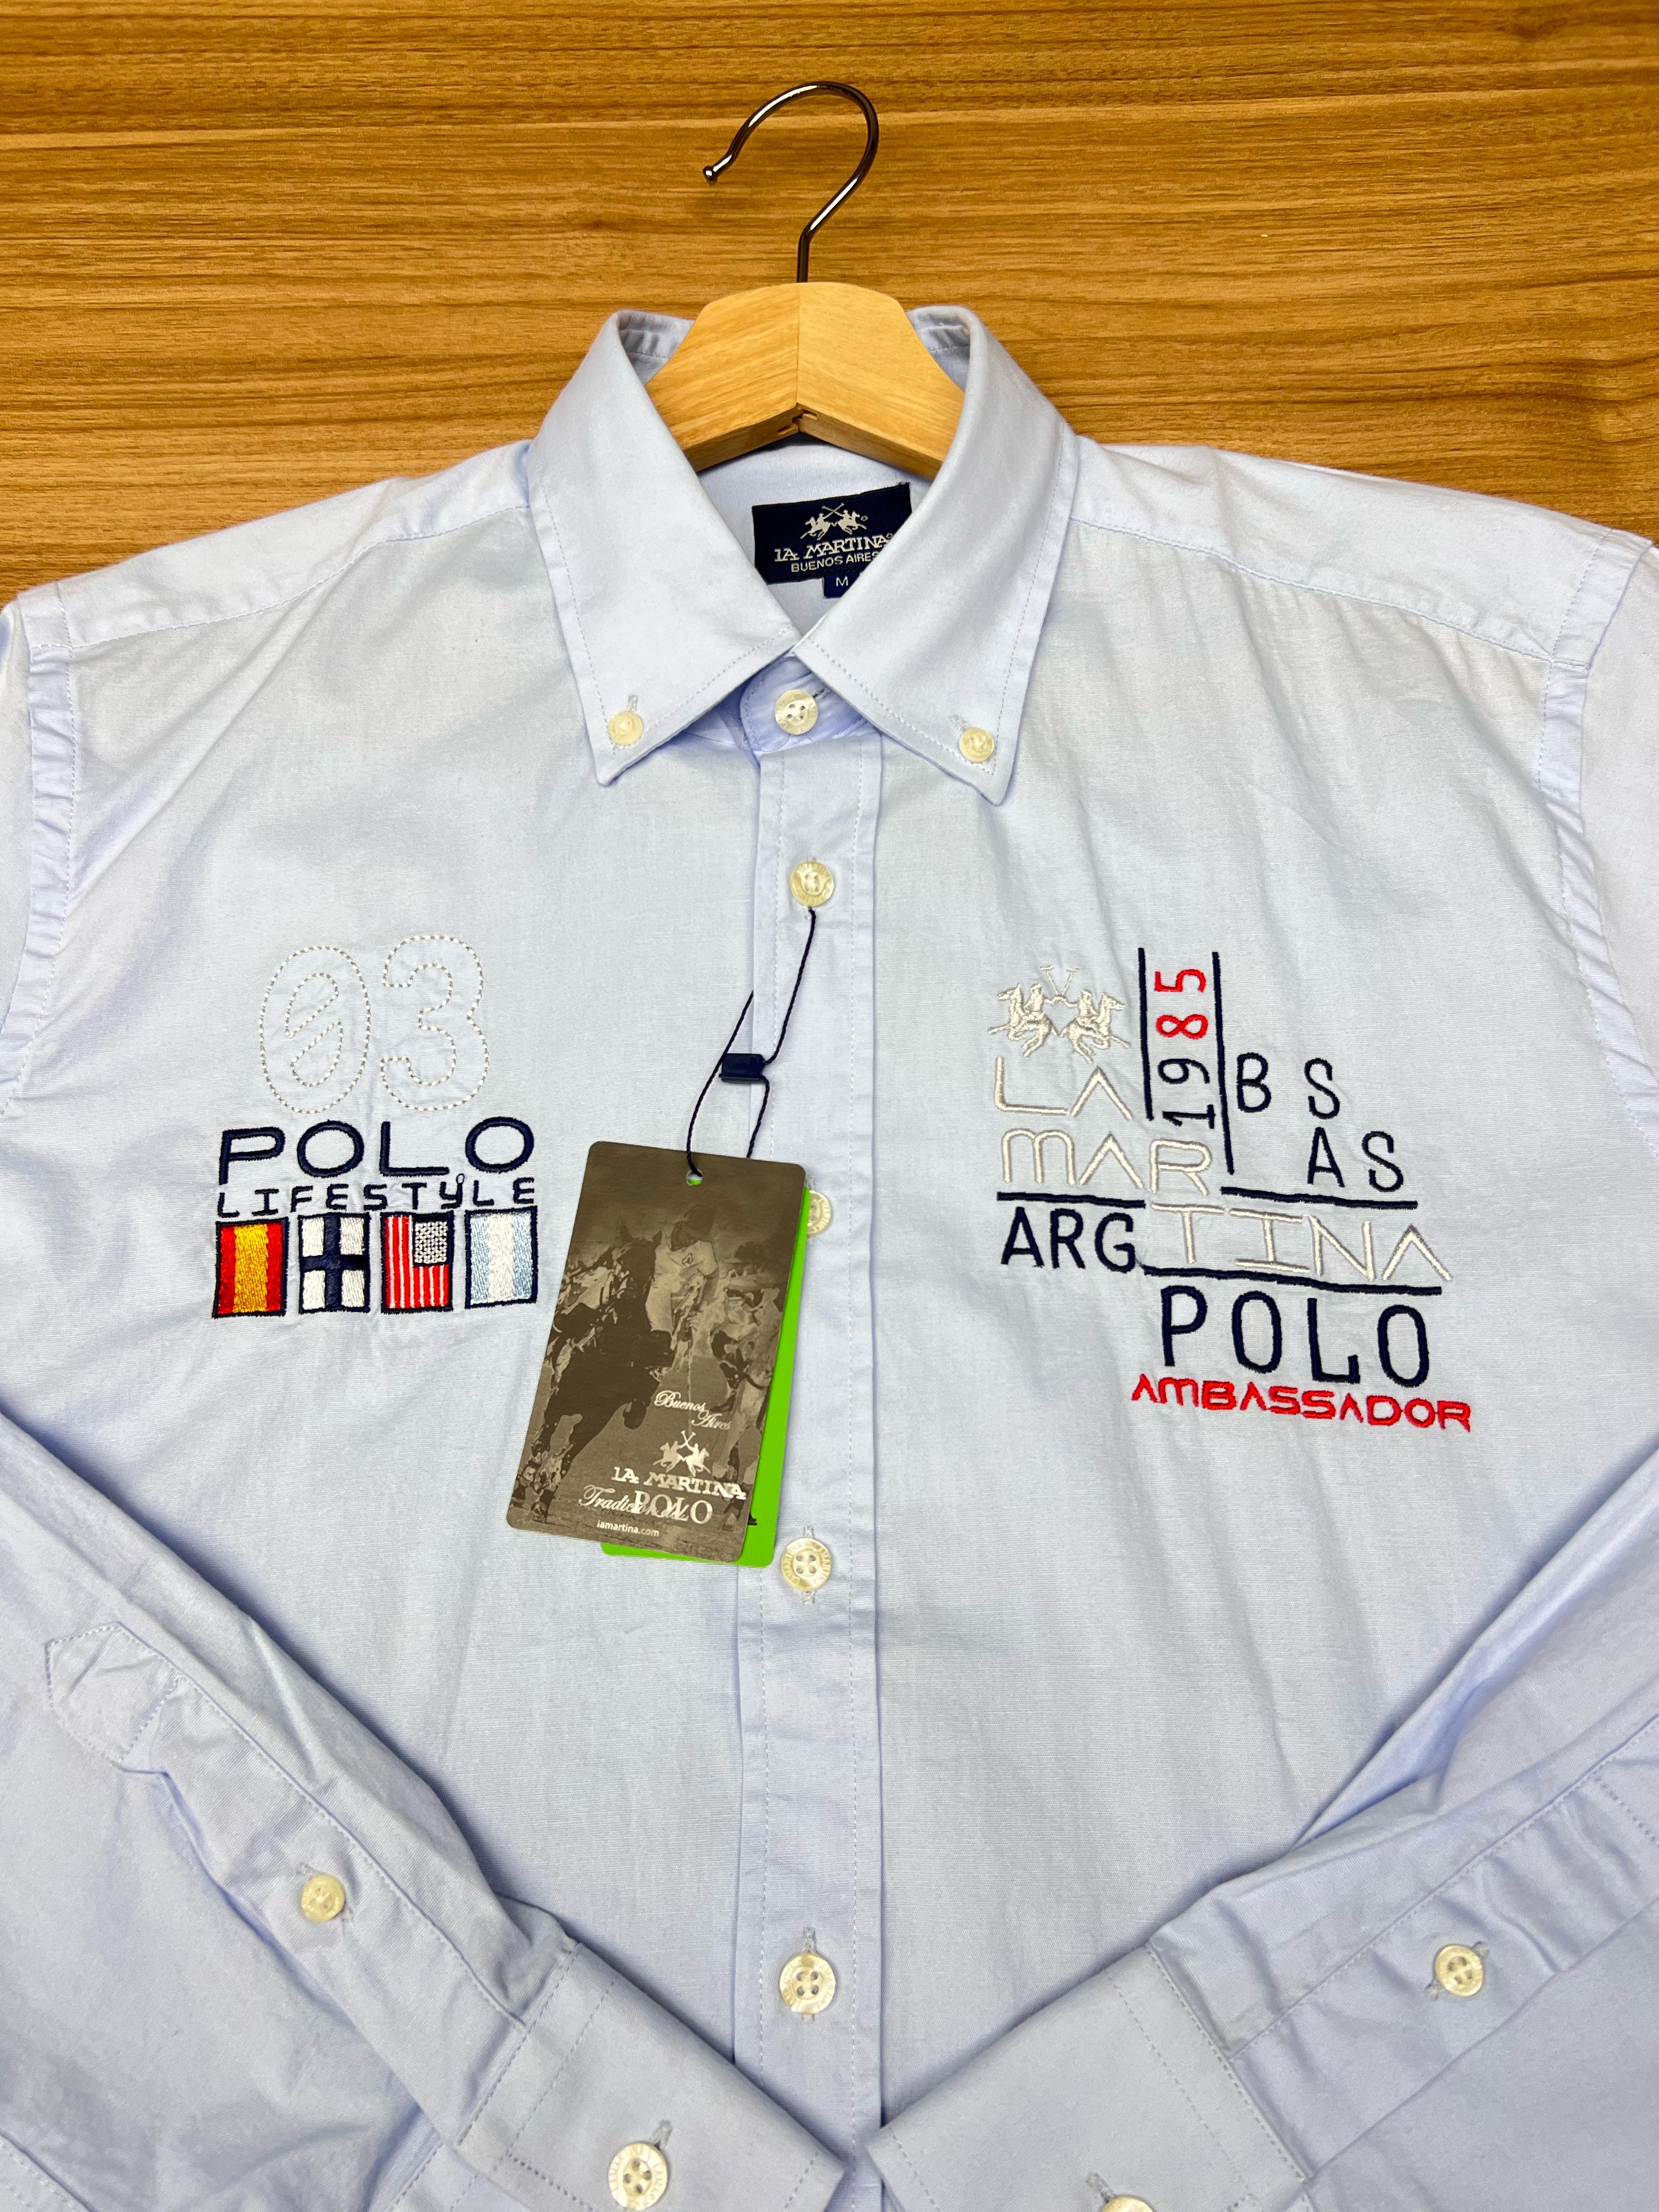 LA MARTINA
BUENOS AIRES
M
03
POLO
LIFESTYLE
1985
LA
BS
MAR
AS
ARG
TINA
POLO
AMBASSADOR
Buenos
Aires
LA MARTINA
POLO
lamartina.com